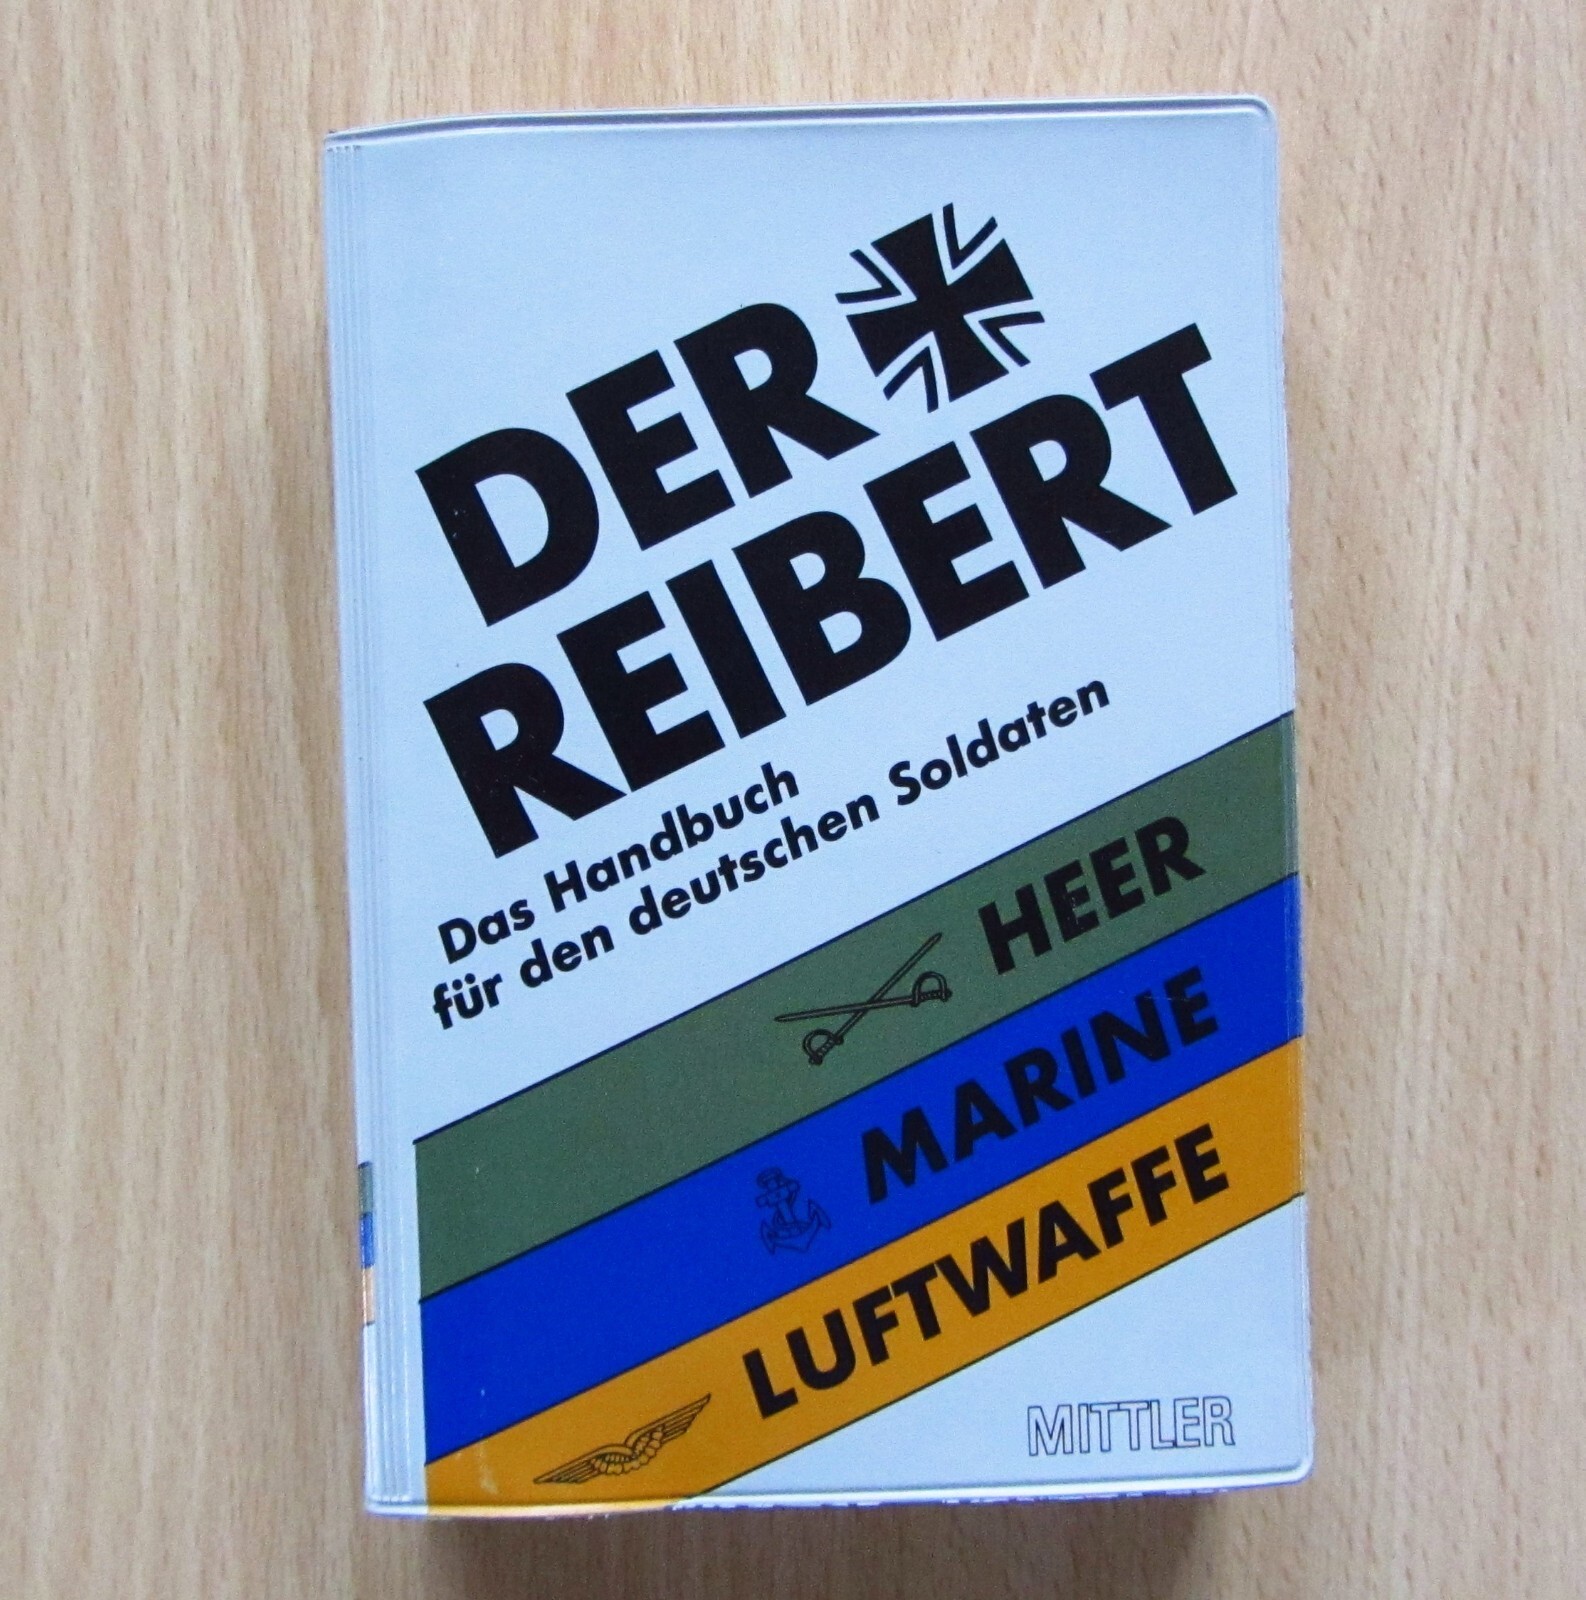 DER
REIBERT
Das Handbuch
für den deutschen Soldaten
HEER
MARINE
LUFTWAFFE
MITTLER